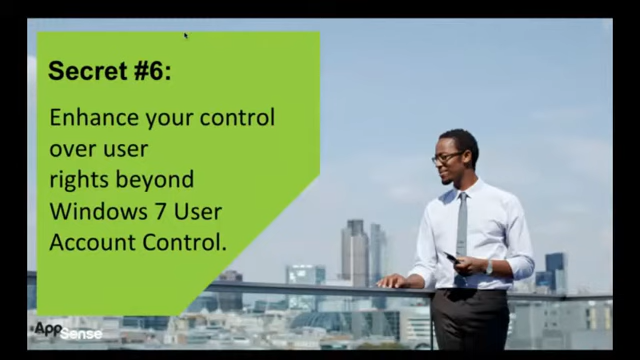 Secret #6:
Enhance your control
over user
rights beyond
Windows 7 User
Account Control.
AppSense